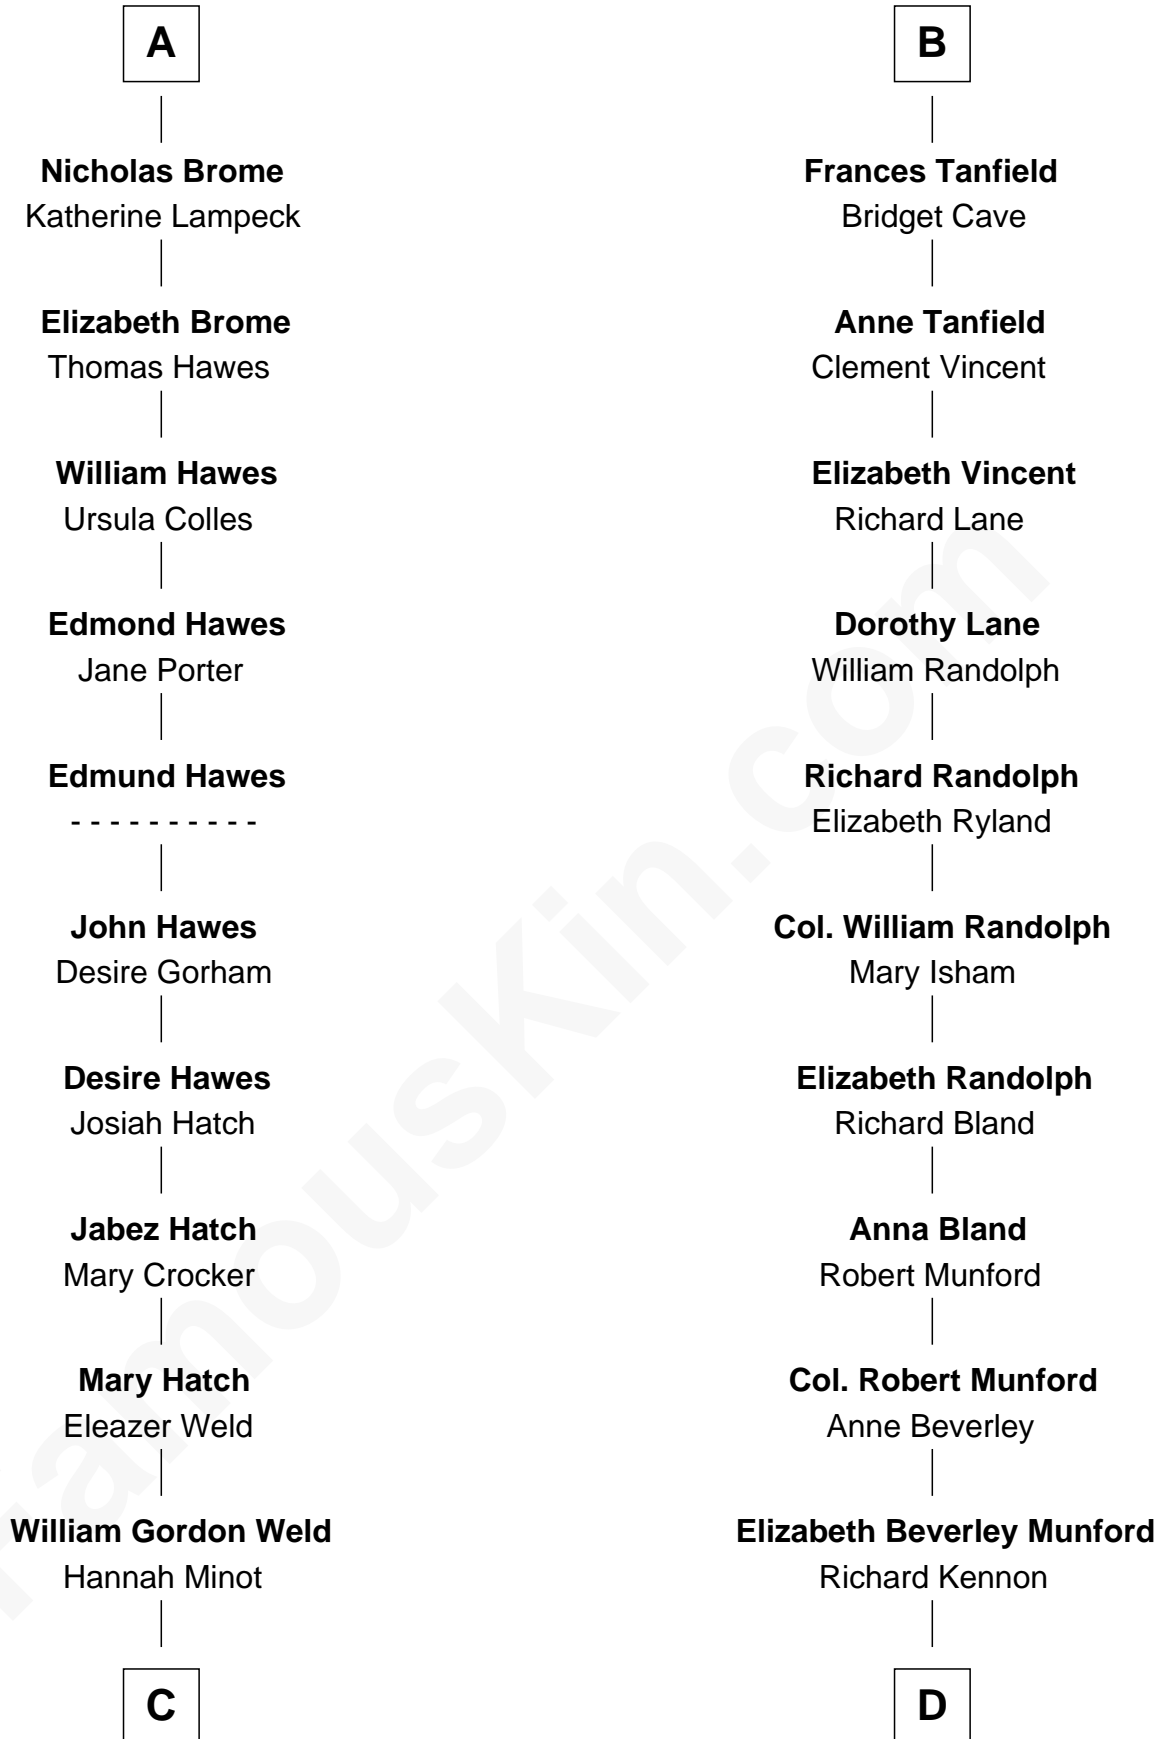 A
Nicholas Brome
Katherine Lampeck
Elizabeth Brome
Thomas Hawes
William Hawes
Ursula Colles
Edmond Hawes
Jane Porter
Edmund Hawes
- - - - - - - - - -
John Hawes
Desire Gorham
Desire Hawes
Josiah Hatch
Jabez Hatch
Mary Crocker
Mary Hatch
Eleazer Weld
William Gordon Weld
Hannah Minot
C
B
Frances Tanfield
Bridget Cave
Anne Tanfield
Clement Vincent
Elizabeth Vincent
Richard Lane
Dorothy Lane
William Randolph
Richard Randolph
Elizabeth Ryland
Col. William Randolph
Mary Isham
Elizabeth Randolph
Richard Bland
Anna Bland
Robert Munford
Col. Robert Munford
Anne Beverley
Elizabeth Beverley Munford
Richard Kennon
D
FamousKin.com